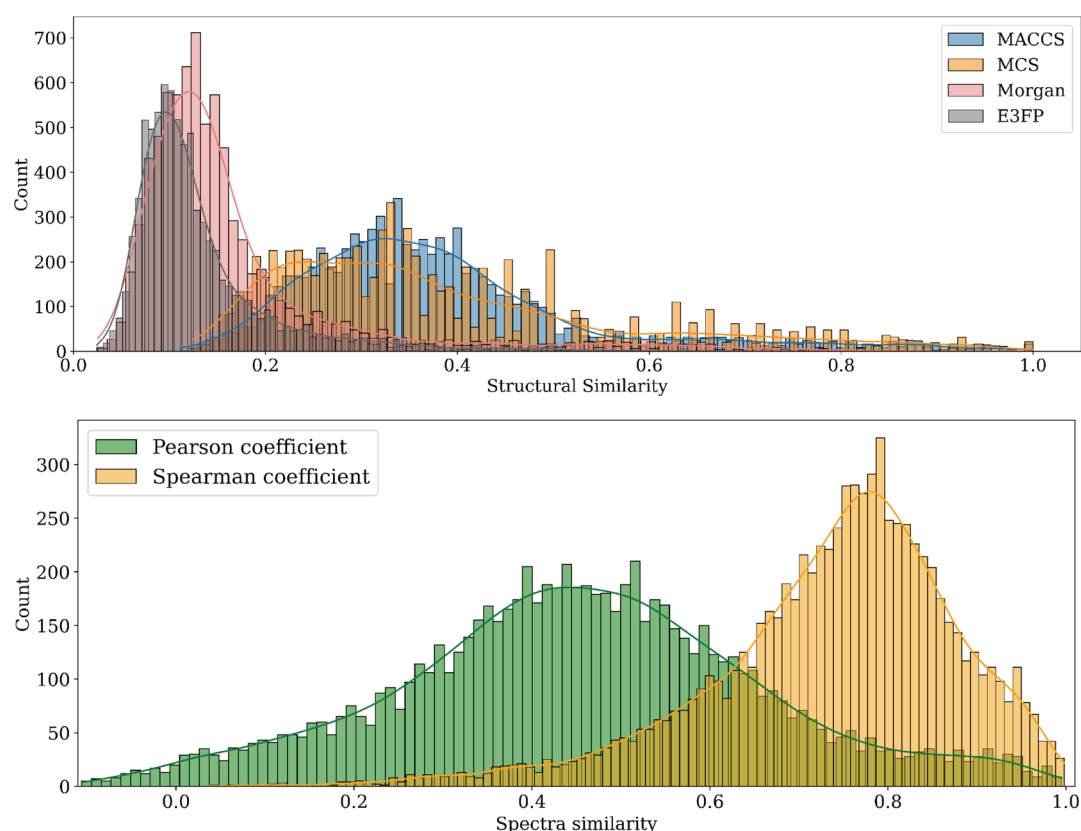 700
600
500
400
300
200
100
0
Count
MACCS
MCS
Morgan
E3FP
0.0 0.2 0.4 0.6 0.8 1.0
Structural Similarity
300
250
200
150
100
50
0
Count
Pearson coefficient
Spearman coefficient
0.0 0.2 0.4 0.6 0.8 1.0
Spectra similarity